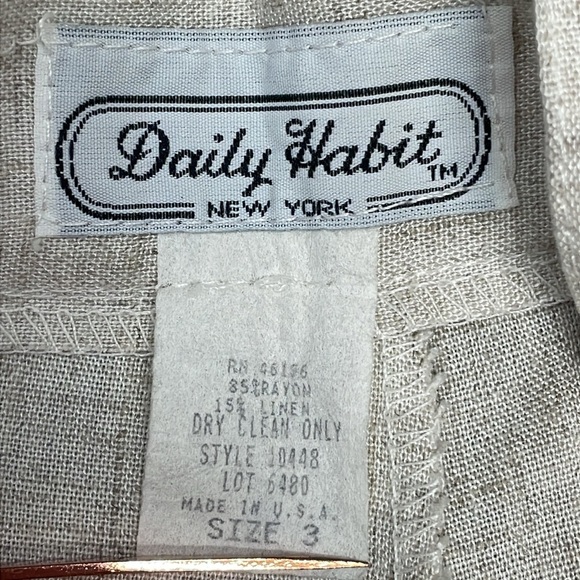 Daily Habit TM
NEW YORK
RN 46126
85% RAYON
15% LINEN
DRY CLEAN ONLY
STYLE 10448
LOT 6480
MADE IN U.S.A.
SIZE 3